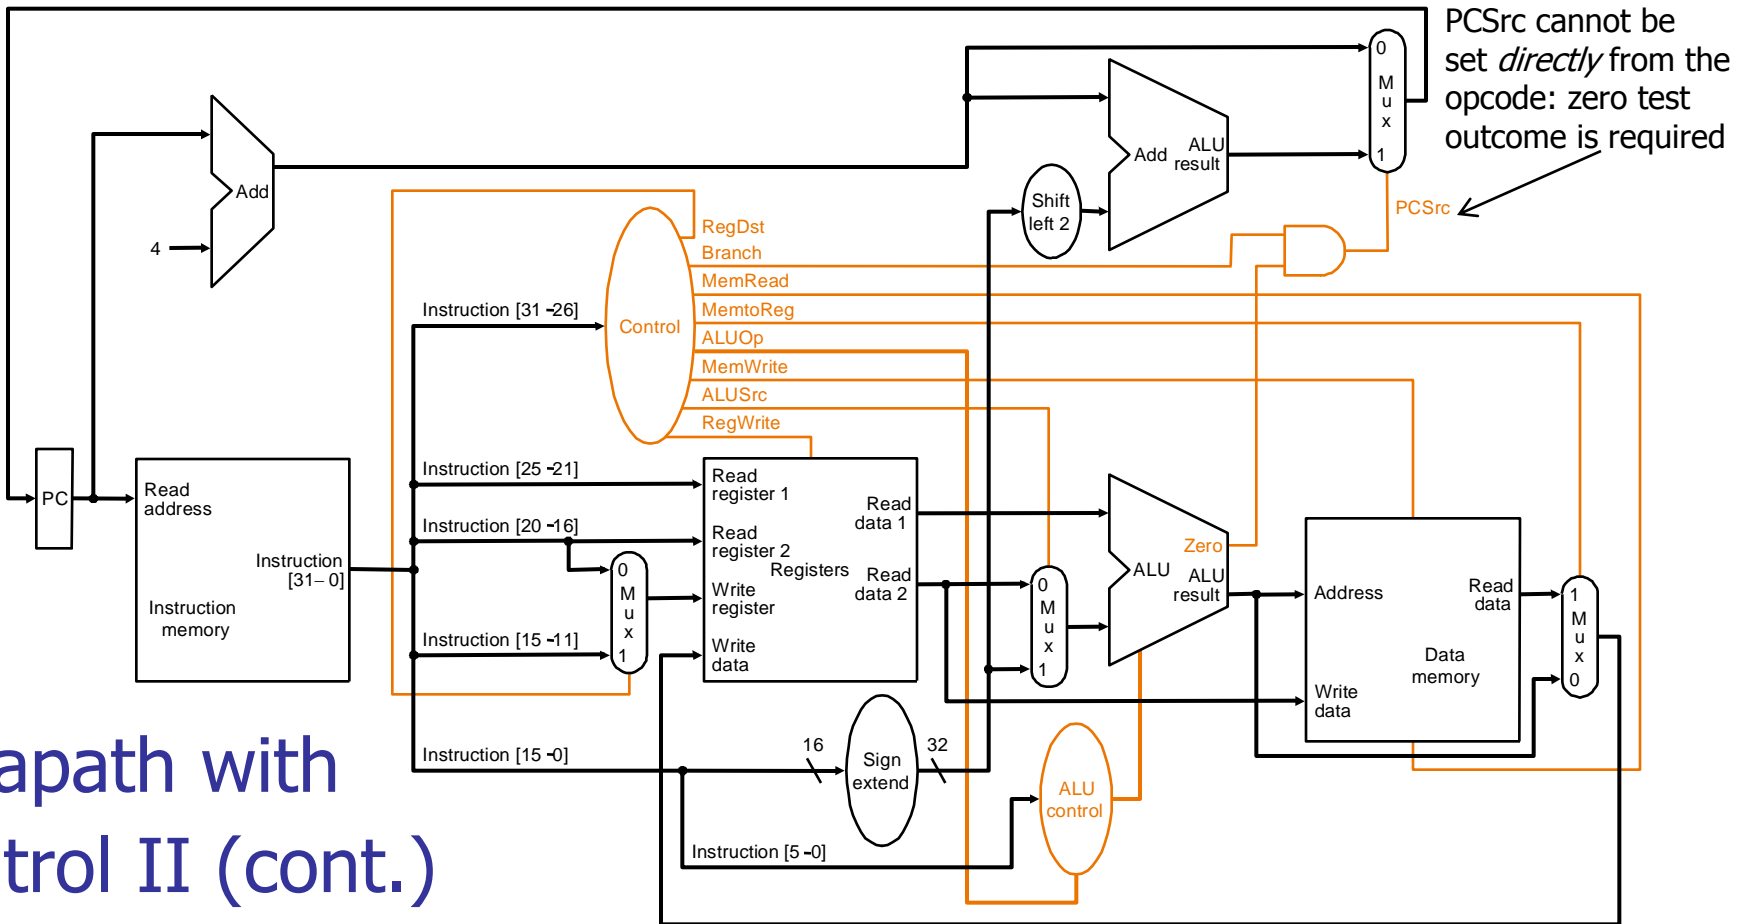 PCSrc cannot be
set directly from the
opcode: zero test
outcome is required
0
M
u
x
1
Add
ALU
result
Shift
left 2
PCSrc
Add
4
RegDst
Branch
MemRead
MemtoReg
ALUOp
MemWrite
ALUSrc
RegWrite
Control
Instruction [31-26]
PC
Read
address
Instruction
[31-0]
Instruction
memory
Instruction [25-21]
Instruction [20-16]
Instruction [15-11]
0
M
u
x
1
Read
register 1
Read
register 2
Registers
Write
register
Write
data
Read
data 1
Read
data 2
0
M
u
x
1
Zero
ALU
ALU
result
Address
Read
data
Data
memory
Write
data
1
M
u
x
0
Instruction [15-0]
16
Sign
extend
32
ALU
control
Instruction [5-0]
apath with
trol II (cont.)